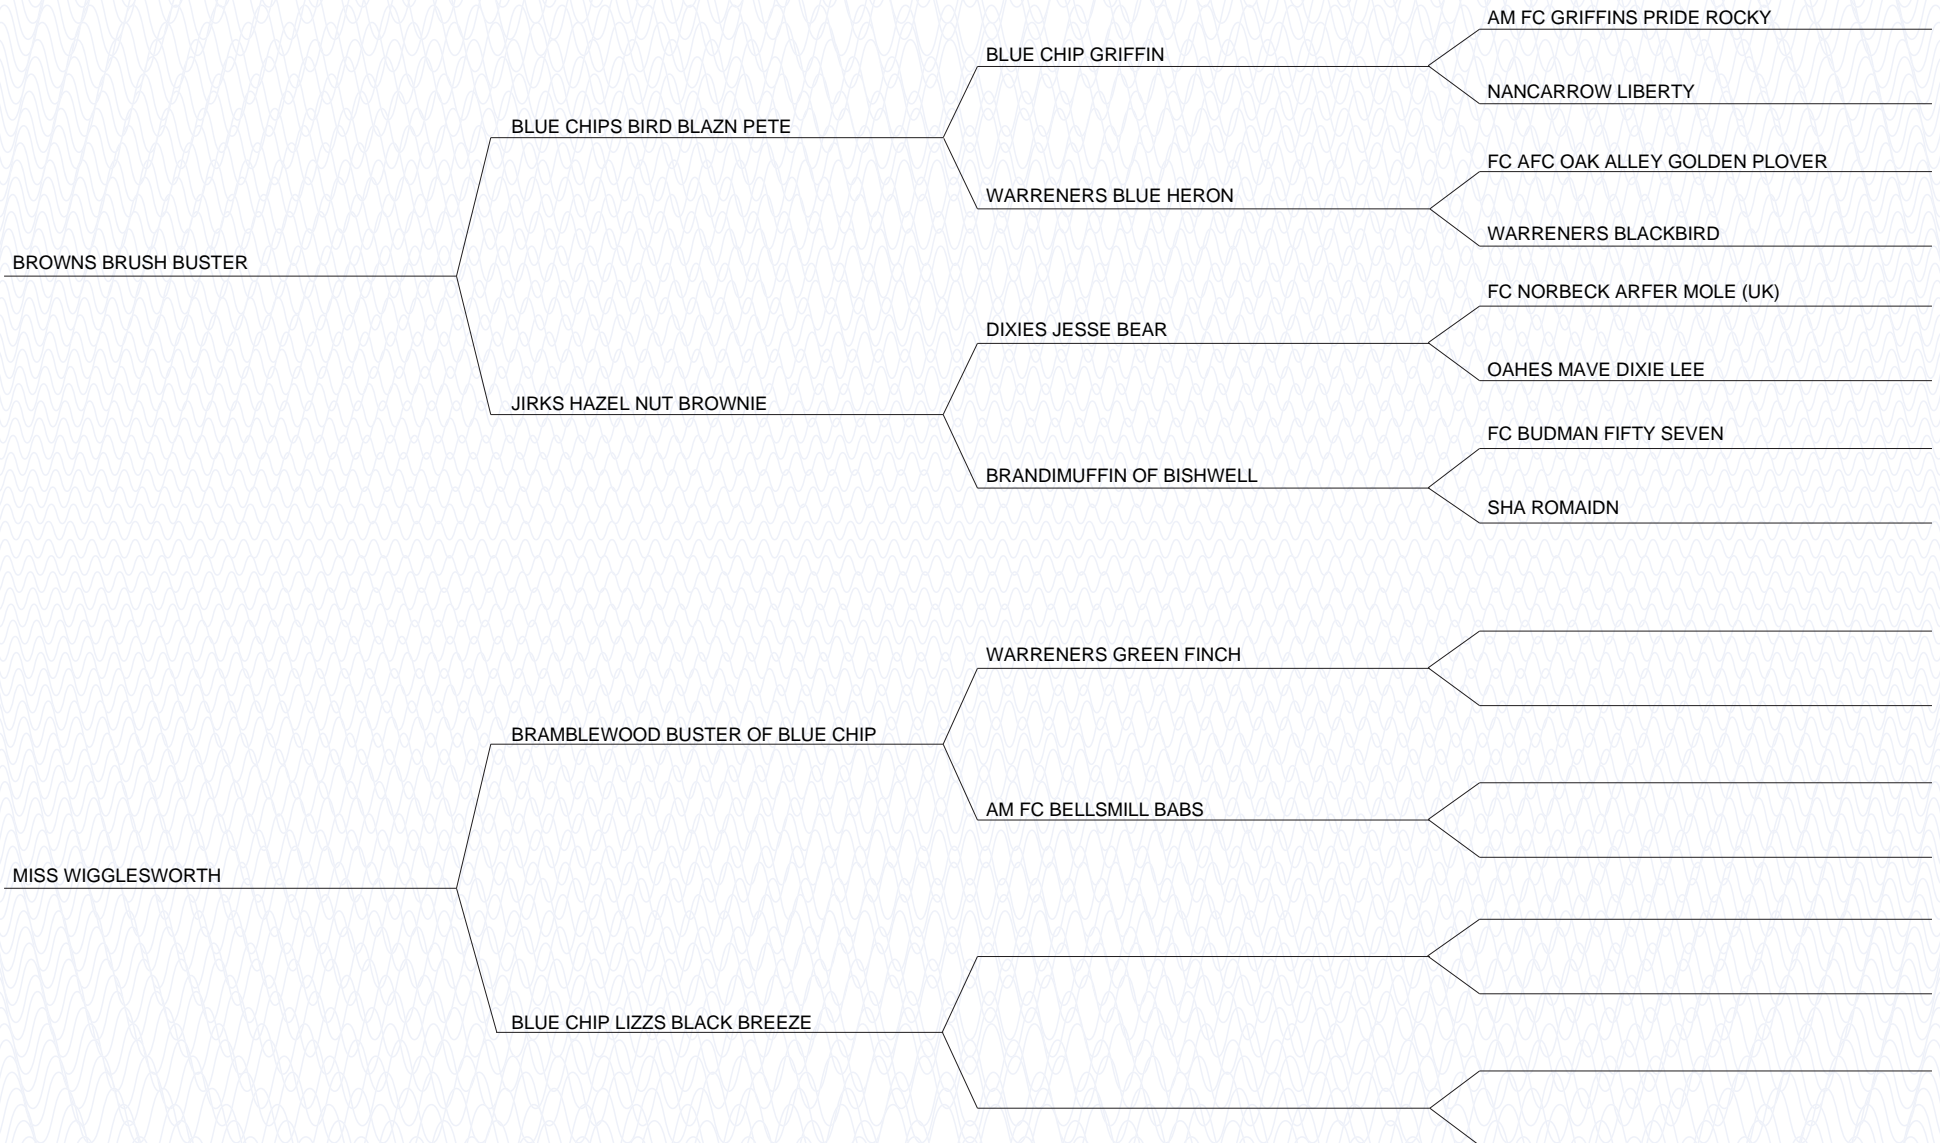 AM FC GRIFFINS PRIDE ROCKY
BLUE CHIP GRIFFIN
NANCARROW LIBERTY
BLUE CHIPS BIRD BLAZN PETE
FC AFC OAK ALLEY GOLDEN PLOVER
WARRENERS BLUE HERON
WARRENERS BLACKBIRD
BROWNS BRUSH BUSTER
FC NORBECK ARFER MOLE (UK)
DIXIES JESSE BEAR
OAHES MAVE DIXIE LEE
JIRKS HAZEL NUT BROWNIE
FC BUDMAN FIFTY SEVEN
BRANDIMUFFIN OF BISHWELL
SHA ROMAIDN
WARRENERS GREEN FINCH
BRAMBLEWOOD BUSTER OF BLUE CHIP
AM FC BELLSMILL BABS
MISS WIGGLESWORTH
BLUE CHIP LIZZS BLACK BREEZE